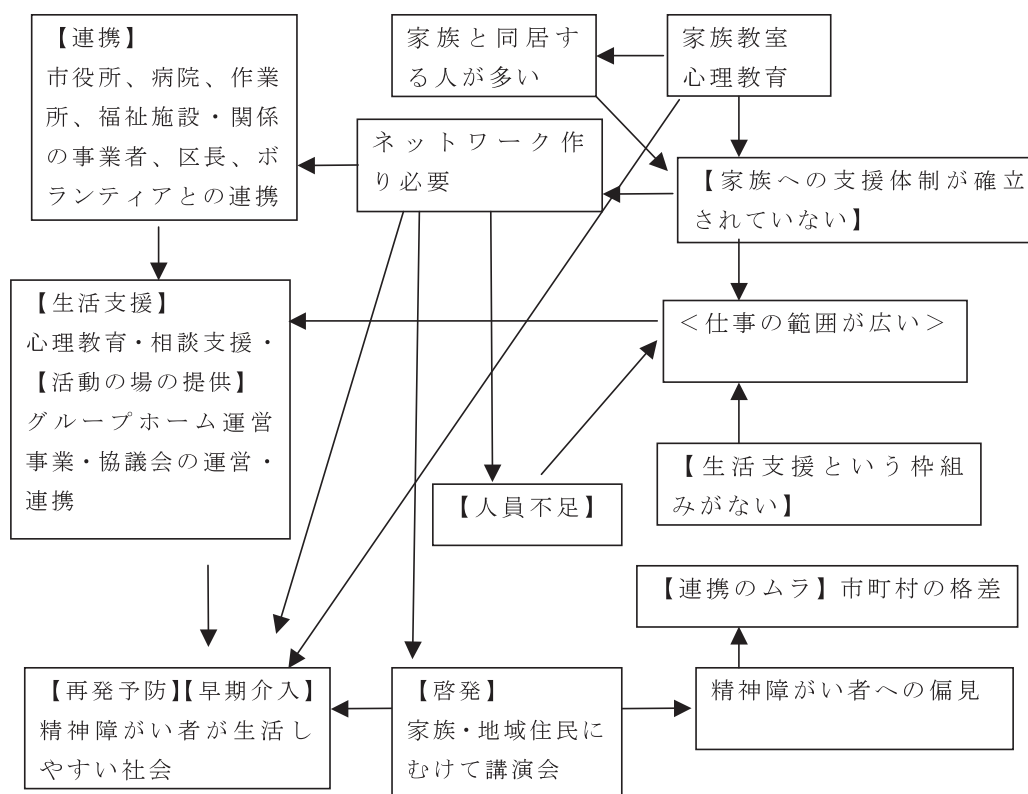 【連携】
市役所、病院、作業
所、福祉施設・関係
の事業者、区長、ボ
ランティアとの連携
家族と同居す
る人が多い
家族教室
心理教育
ネットワーク作
り必要
【家族への支援体制が確立
されていない】
【生活支援】
心理教育・相談支援・
【活動の場の提供】
グループホーム運営
事業・協議会の運営・
連携
＜仕事の範囲が広い＞
【生活支援という枠組
みがない】
【人員不足】
【連携のムラ】市町村の格差
【再発予防】【早期介入】
精神障がい者が生活し
やすい社会
【啓発】
家族・地域住民に
むけて講演会
精神障がい者への偏見